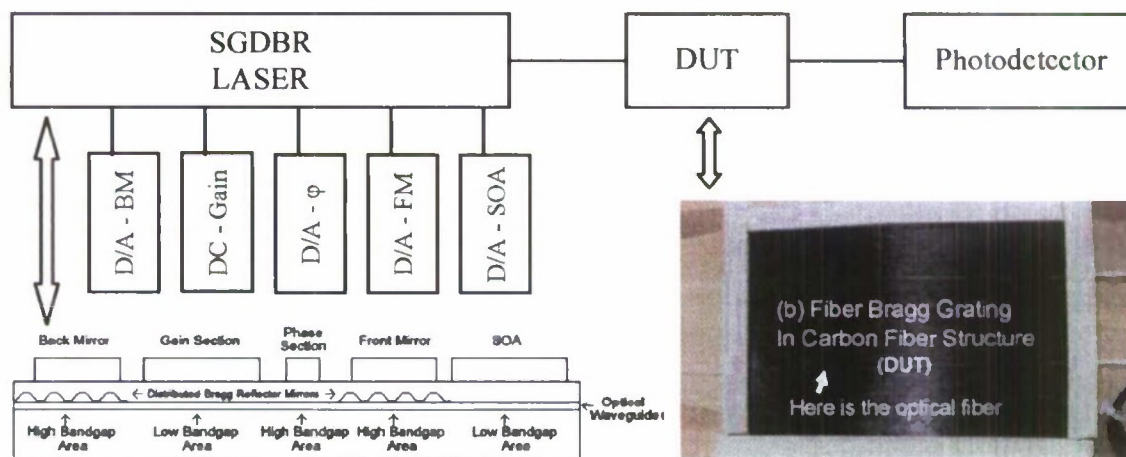 SGDBR
LASER
DUT
Photodetector
D/A - BM
DC - Gain
D/A - φ
D/A - FM
D/A - SOA
Back Mirror
Gain Section
Phase
Section
Front Mirror
SOA
Distributed Bragg Reflector Mirrors
Optical
Waveguide
High Bandgap
Area
Low Bandgap
Area
High Bandgap
Area
High Bandgap
Area
Low Bandgap
Area
(b) Fiber Bragg Grating
In Carbon Fiber Structure
(DUT)
Here is the optical fiber